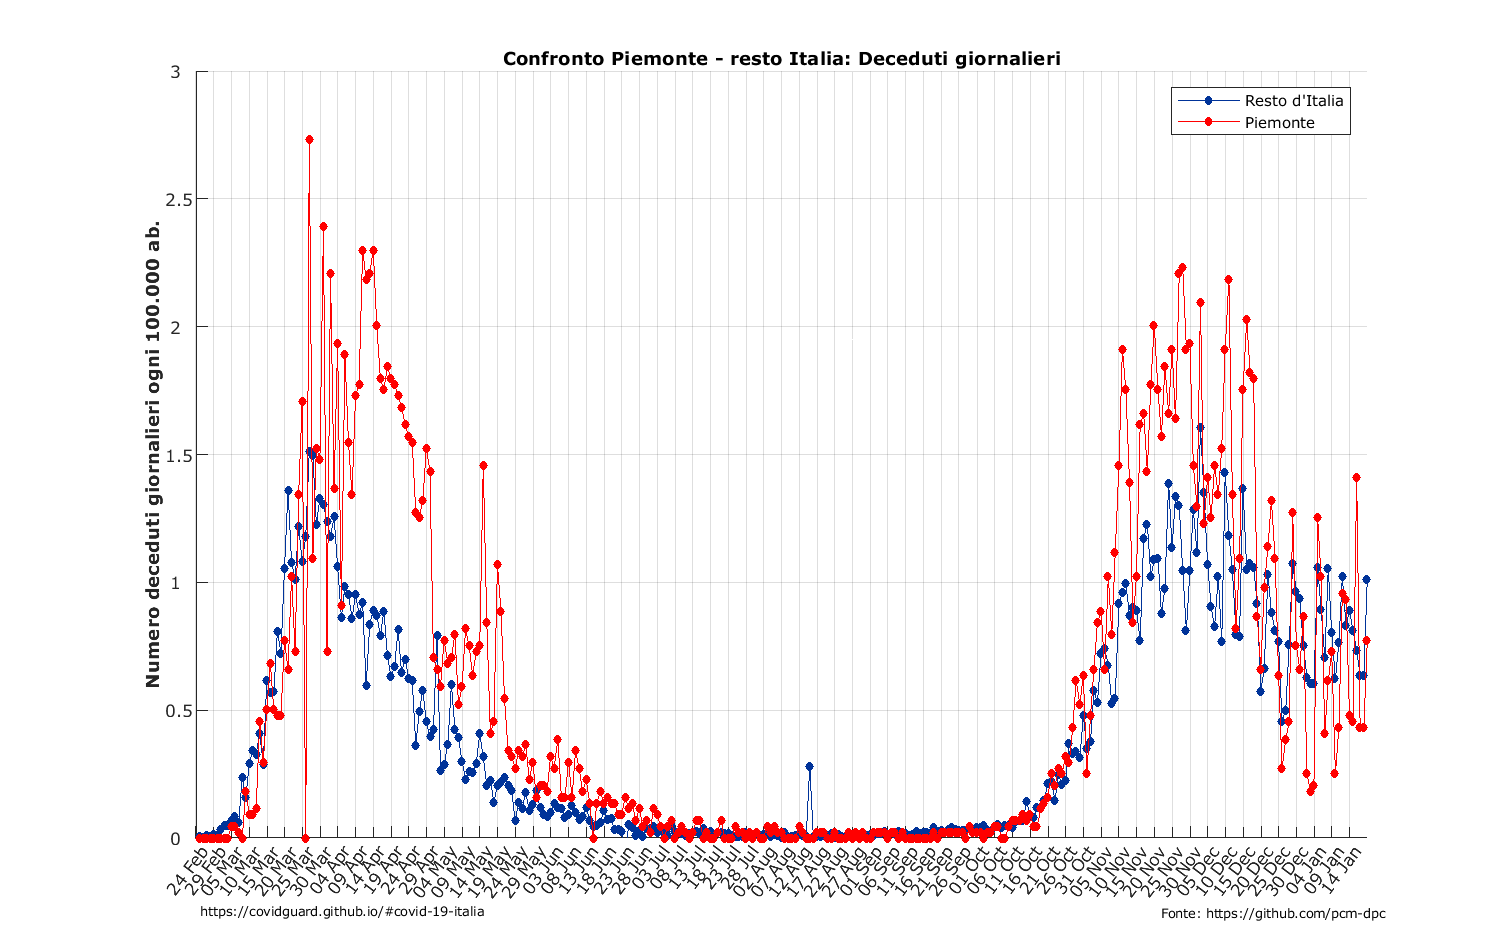 Confronto Piemonte - resto Italia: Deceduti giornalieri
Resto d'Italia
Piemonte
Numero deceduti giornalieri ogni 100.000 ab.
3
2.5
2
1.5
1
0.5
0
24 Feb
29 Feb
05 Mar
10 Mar
15 Mar
20 Mar
25 Mar
30 Mar
04 Apr
09 Apr
14 Apr
19 Apr
24 Apr
29 Apr
04 May
09 May
14 May
19 May
24 May
29 May
03 Jun
08 Jun
13 Jun
18 Jun
23 Jun
28 Jun
03 Jul
08 Jul
13 Jul
18 Jul
23 Jul
28 Jul
02 Aug
07 Aug
12 Aug
17 Aug
22 Aug
27 Aug
01 Sep
06 Sep
11 Sep
16 Sep
21 Sep
26 Sep
01 Oct
06 Oct
11 Oct
16 Oct
21 Oct
26 Oct
31 Oct
05 Nov
10 Nov
15 Nov
20 Nov
25 Nov
30 Nov
05 Dec
10 Dec
15 Dec
20 Dec
25 Dec
30 Dec
04 Jan
09 Jan
14 Jan
https://covidguard.github.io/#covid-19-italia
Fonte: https://github.com/pcm-dpc